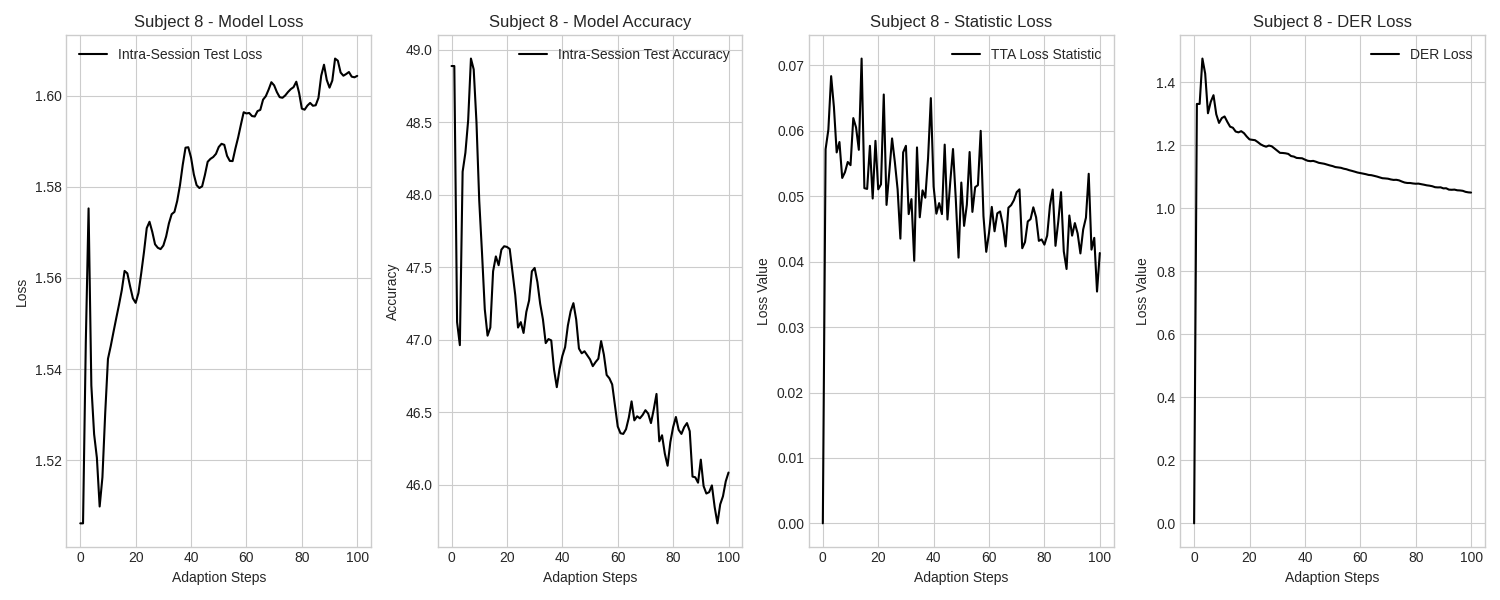 Subject 8 - Model Loss
Intra-Session Test Loss
Loss
1.60
1.58
1.56
1.54
1.52
0 20 40 60 80 100
Adaption Steps
Subject 8 - Model Accuracy
Intra-Session Test Accuracy
Accuracy
49.0
48.5
48.0
47.5
47.0
46.5
46.0
0 20 40 60 80 100
Adaption Steps
Subject 8 - Statistic Loss
TTA Loss Statistic
Loss Value
0.07
0.06
0.05
0.04
0.03
0.02
0.01
0.00
0 20 40 60 80 100
Adaption Steps
Subject 8 - DER Loss
DER Loss
Loss Value
1.4
1.2
1.0
0.8
0.6
0.4
0.2
0.0
0 20 40 60 80 100
Adaption Steps